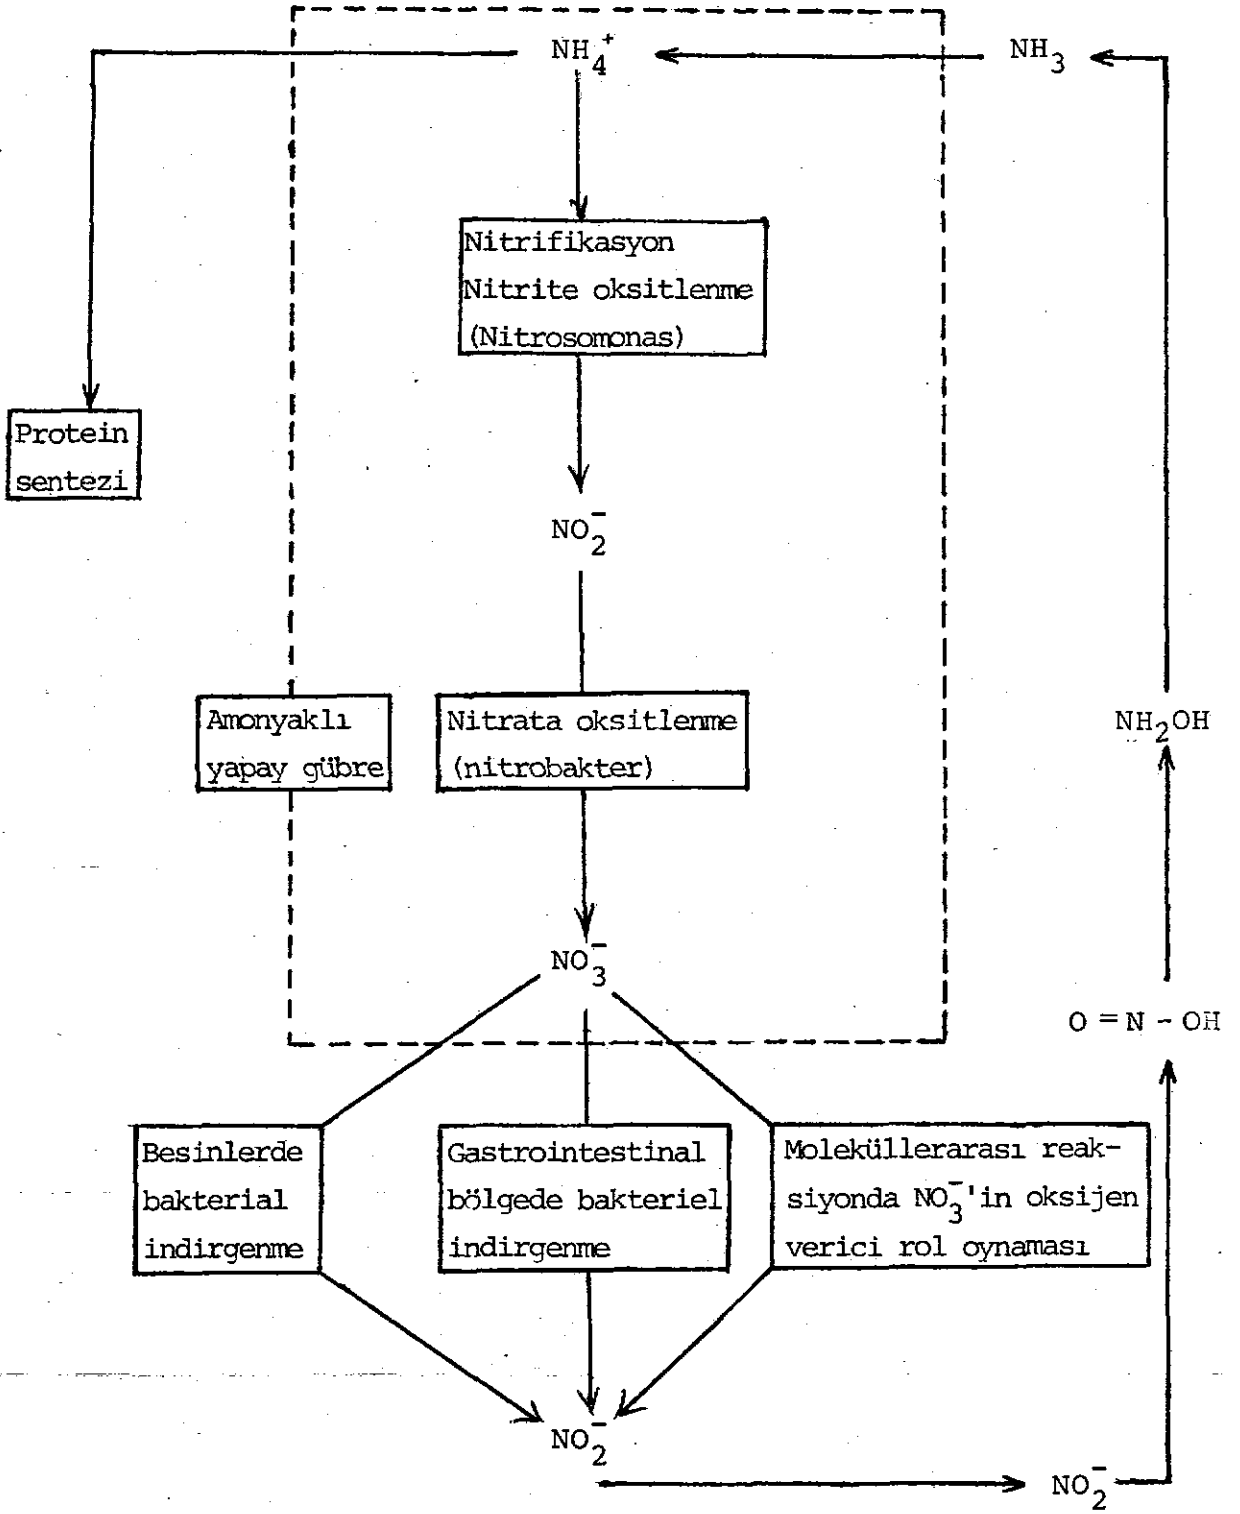 NH₄⁺
NH₃
Nitrifikasyon
Nitrite oksitlenme
(Nitrosomonas)
Protein
sentezi
NO₂⁻
Amonyaklı
yapay gübre
Nitrata oksitlenme
(nitrobakter)
NH₂OH
NO₃⁻
O = N - OH
Besinlerde
bakterial
indirgenme
Gastrointestinal
bölgede bakteriel
indirgenme
Moleküllerarası reak-
siyonda NO₃⁻'in oksijen
verici rol oynaması
NO₂⁻
NO₂⁻